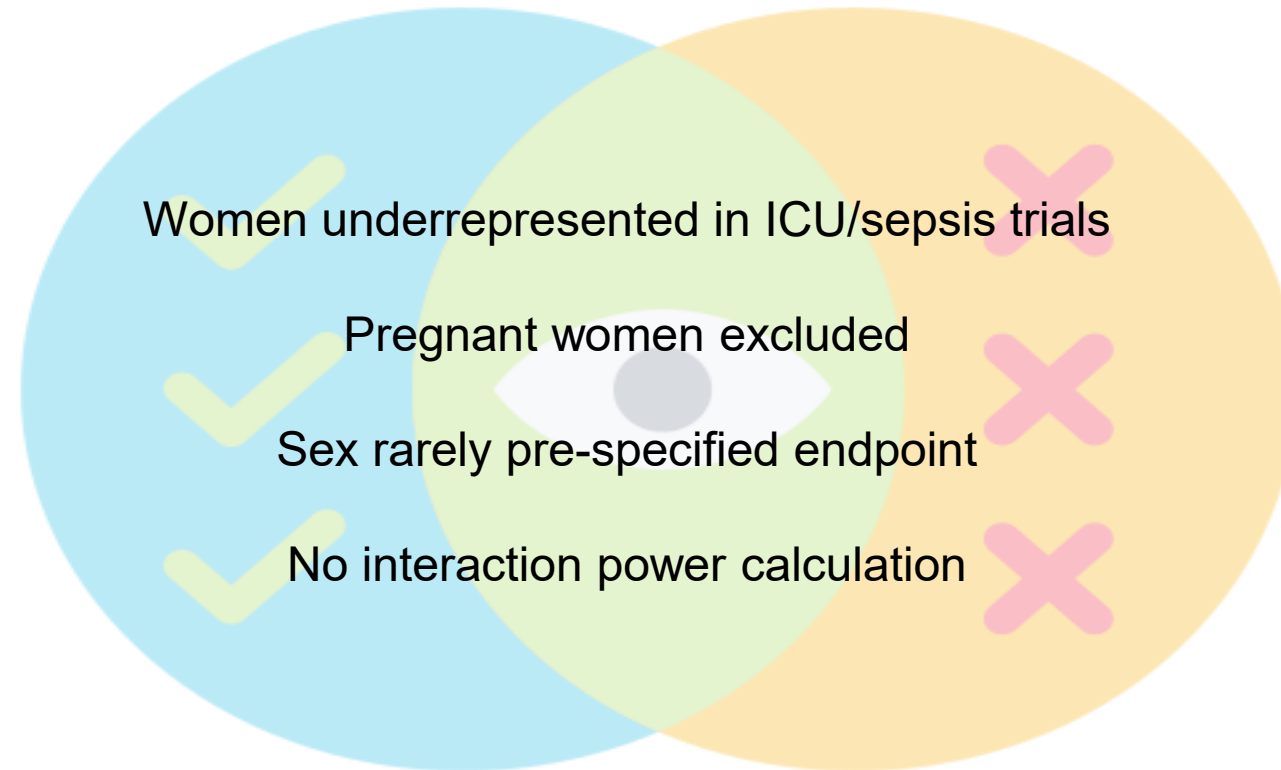 Women underrepresented in ICU/sepsis trials
Pregnant women excluded
Sex rarely pre-specified endpoint
No interaction power calculation